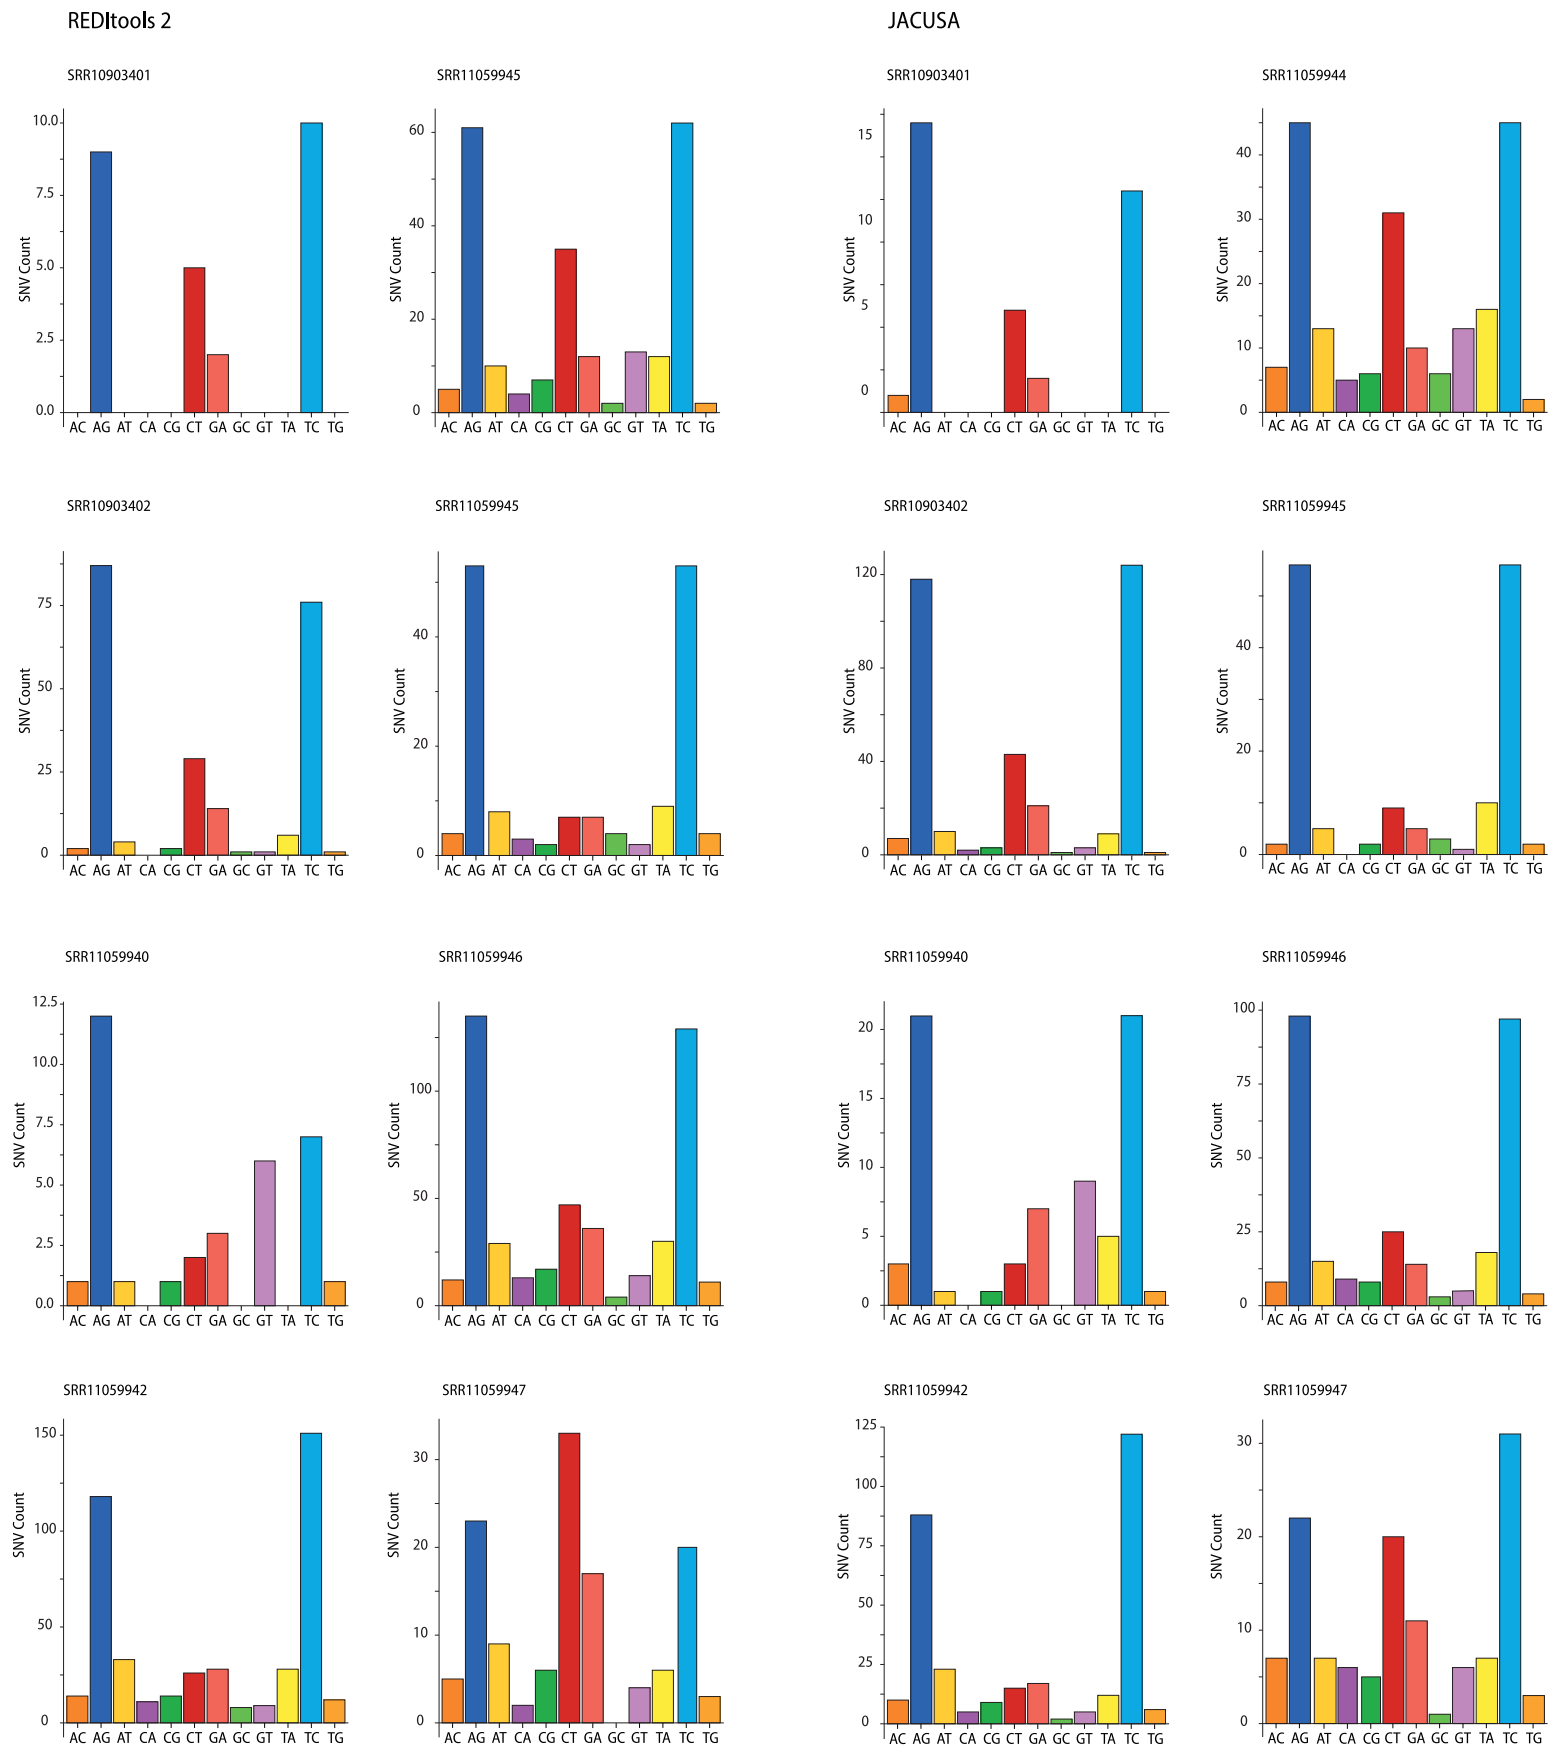 REDItools 2
JACUSA
SRR10903401
SNV Count
10.0
7.5
5.0
2.5
0.0
AC AG AT CA CG CT GA GC GT TA TC TG
SRR11059945
SNV Count
60
40
20
0
AC AG AT CA CG CT GA GC GT TA TC TG
SRR10903401
SNV Count
15
10
5
0
AC AG AT CA CG CT GA GC GT TA TC TG
SRR11059944
SNV Count
40
30
20
10
0
AC AG AT CA CG CT GA GC GT TA TC TG
SRR10903402
SNV Count
75
50
25
0
AC AG AT CA CG CT GA GC GT TA TC TG
SRR11059945
SNV Count
40
20
0
AC AG AT CA CG CT GA GC GT TA TC TG
SRR10903402
SNV Count
120
80
40
0
AC AG AT CA CG CT GA GC GT TA TC TG
SRR11059945
SNV Count
40
20
0
AC AG AT CA CG CT GA GC GT TA TC TG
SRR11059940
SNV Count
12.5
10.0
7.5
5.0
2.5
0.0
AC AG AT CA CG CT GA GC GT TA TC TG
SRR11059946
SNV Count
100
50
0
AC AG AT CA CG CT GA GC GT TA TC TG
SRR11059940
SNV Count
20
15
10
5
0
AC AG AT CA CG CT GA GC GT TA TC TG
SRR11059946
SNV Count
100
75
50
25
0
AC AG AT CA CG CT GA GC GT TA TC TG
SRR11059942
SNV Count
150
100
50
0
AC AG AT CA CG CT GA GC GT TA TC TG
SRR11059947
SNV Count
30
20
10
0
AC AG AT CA CG CT GA GC GT TA TC TG
SRR11059942
SNV Count
125
100
75
50
25
0
AC AG AT CA CG CT GA GC GT TA TC TG
SRR11059947
SNV Count
30
20
10
0
AC AG AT CA CG CT GA GC GT TA TC TG